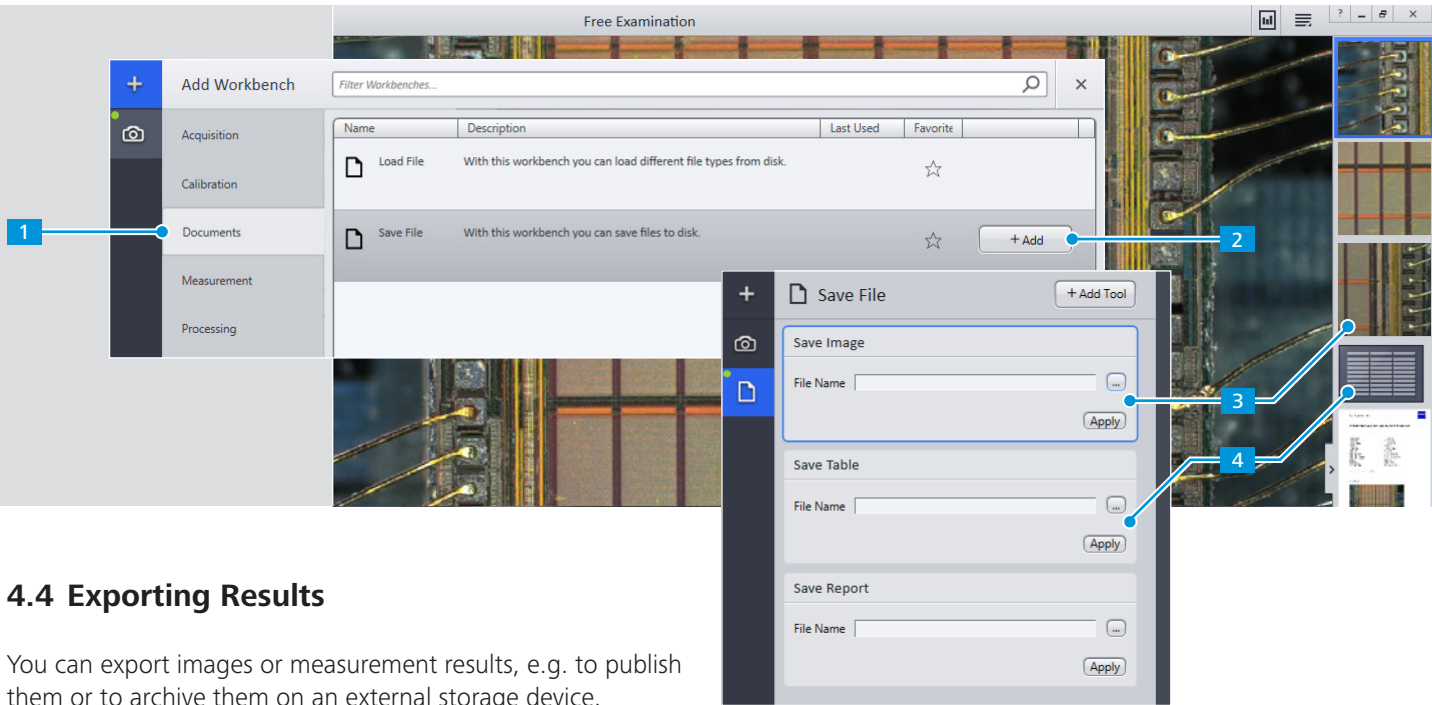 Free Examination
?
Add Workbench
Filter Workbenches...
Name Description Last Used Favorite
Acquisition
Calibration
Documents
Measurement
Processing
Load File With this workbench you can load different file types from disk.
Save File With this workbench you can save files to disk.
+ Add
1
2
Save File
+ Add Tool
Save Image
File Name
...
Apply
3
Save Table
File Name
...
Apply
4
Save Report
File Name
...
Apply
4.4 Exporting Results
You can export images or measurement results, e.g. to publish
them or to archive them on an external storage device.